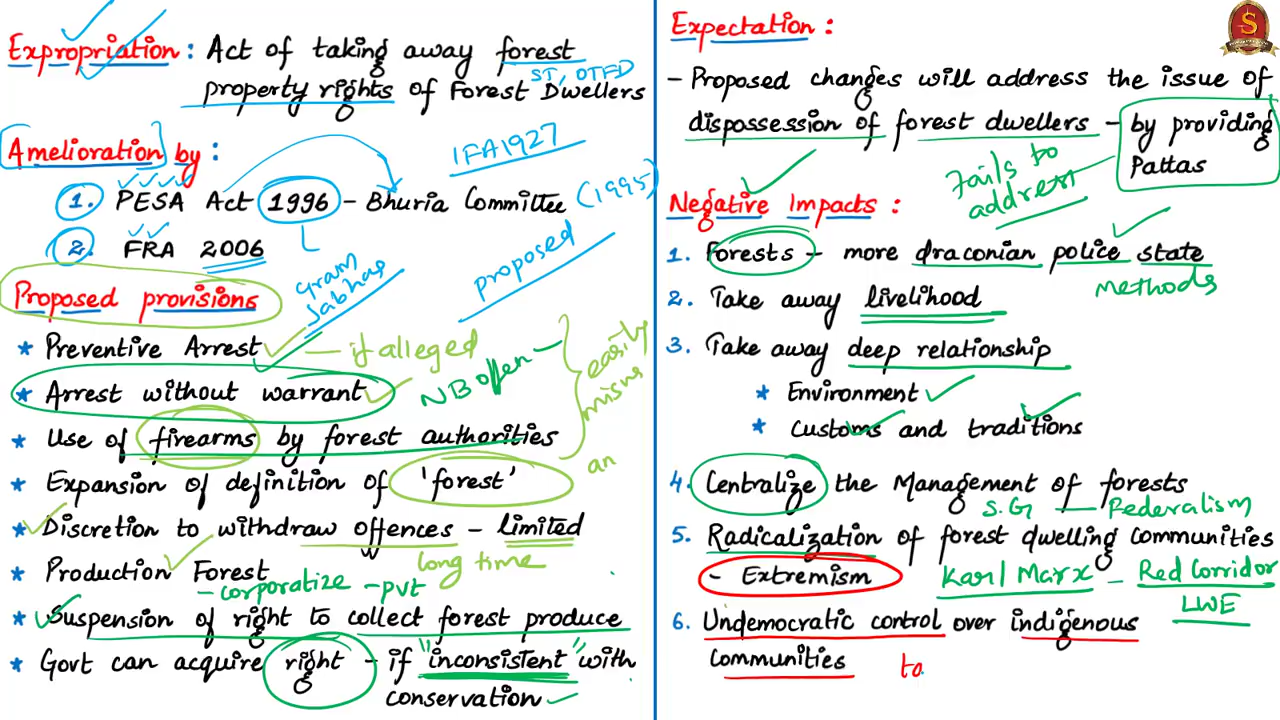 Expropriation : Act of taking away forest
ST, OTFD
property rights of Forest Dwellers
Amelioration by :
IFA1927
1. PESA Act 1996 - Bhuria Committee (1995)
2. FRA 2006
Gram Sabhas
proposed
Proposed provisions
* Preventive Arrest - if alleged
* Arrest without warrant NB offen
easily misus
* Use of firearms by forest authorities
an
* Expansion of definition of 'forest'
* Discretion to withdraw offences - limited
long time
* Production Forest
- corporatize - pvt
* Suspension of right to collect forest produce
* Govt can acquire right - if "inconsistent" with
conservation
Expectation :
- Proposed changes will address the issue of
dispossession of forest dwellers - by providing
Pattas
fails to address
Negative Impacts :
1. Forests - more draconian police state
methods
2. Take away livelihood
3. Take away deep relationship
* Environment
* Customs and traditions
4. Centralize the Management of forests
S.G - Federalism
5. Radicalization of forest dwelling communities
- Extremism Karl Marx - Red Corridor
LWE
6. Undemocratic control over indigenous
communities to
S